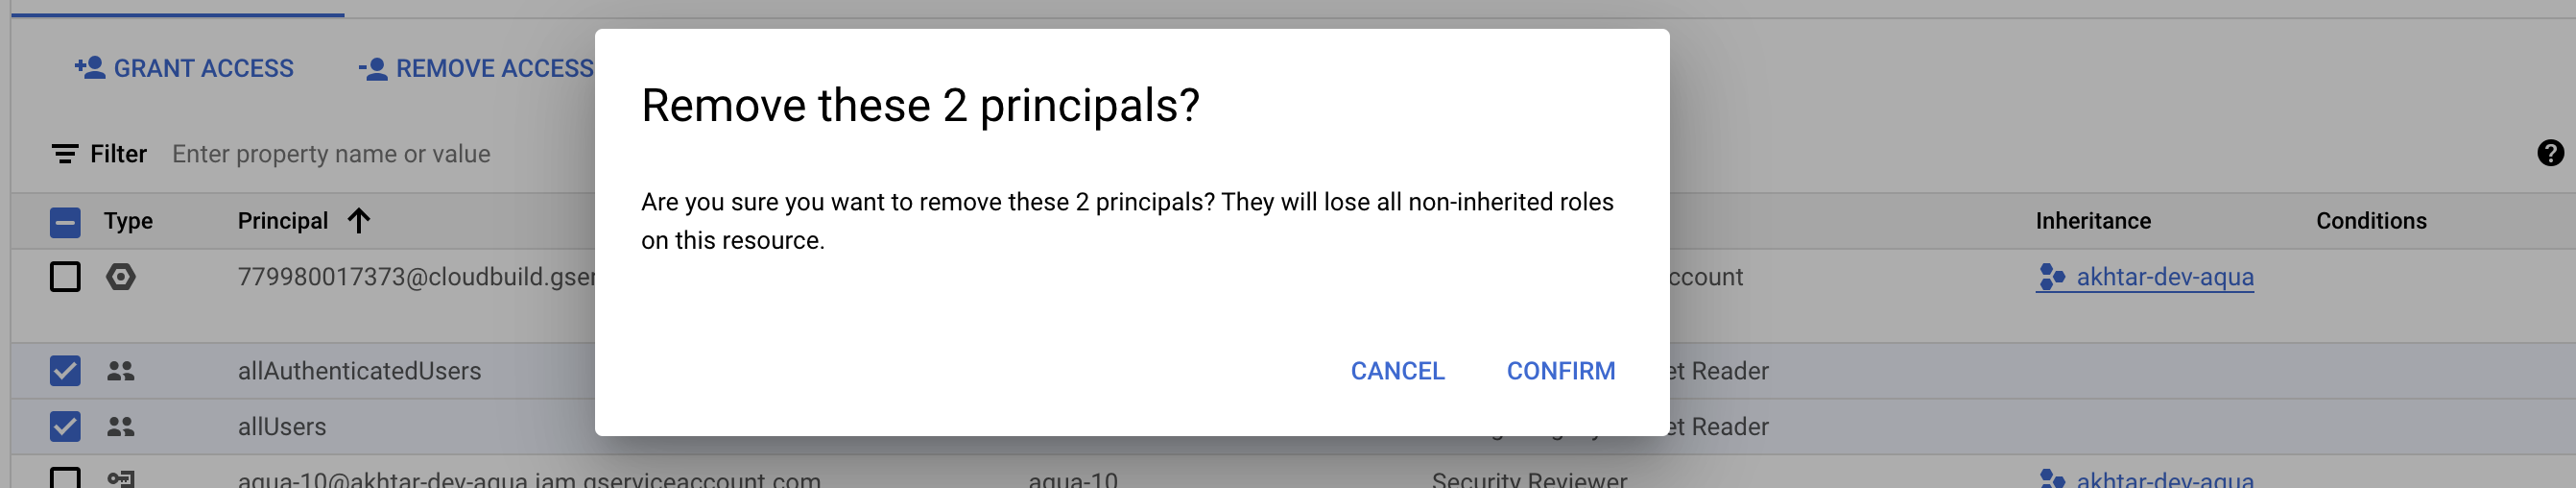 GRANT ACCESS
REMOVE ACCESS
Remove these 2 principals?
Are you sure you want to remove these 2 principals? They will lose all non-inherited roles
on this resource.
CANCEL
CONFIRM
Filter Enter property name or value
Type Principal Inheritance Conditions
779980017373@cloudbuild.gser ccount akhtar-dev-aqua
allAuthenticatedUsers et Reader
allUsers et Reader
aqua-10@akhtar-dev-aqua.iam.gserviceaccount.com aqua-10 Security Reviewer akhtar-dev-aqua